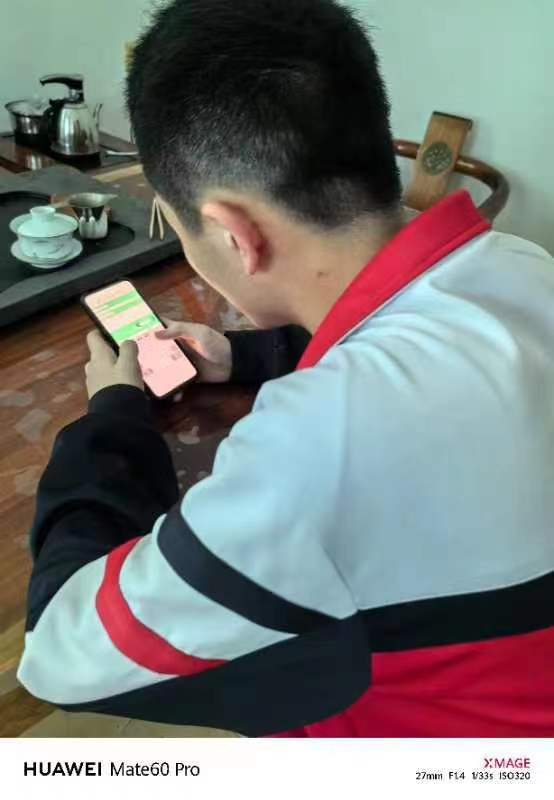 HUAWEI Mate60 Pro
XMAGE
27mm F1.4 1/33s ISO320